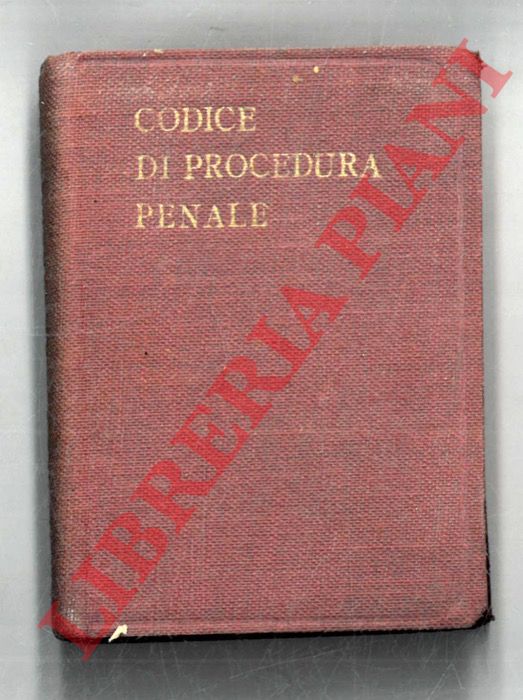 CODICE
DI PROCEDURA
PENALE
LIBRERIA PIANI